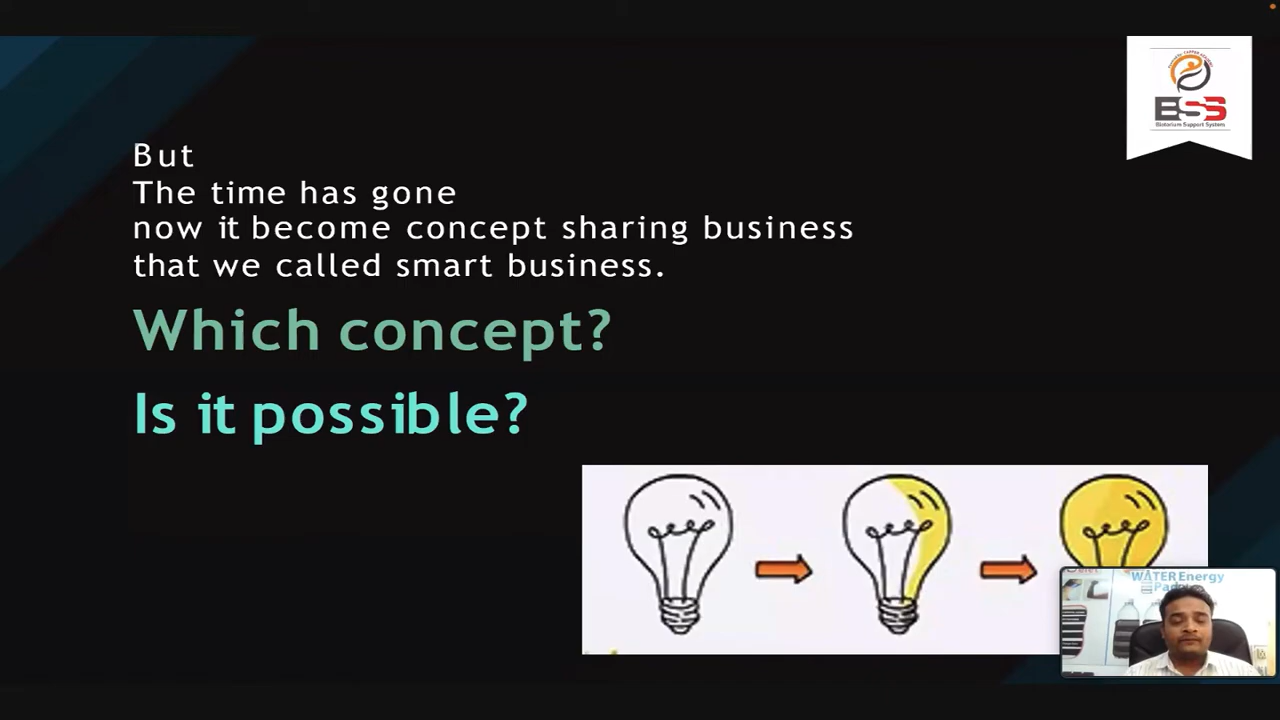 BSS
Biotorium Support System
But
The time has gone
now it become concept sharing business
that we called smart business.
Which concept?
Is it possible?
WATER Energy